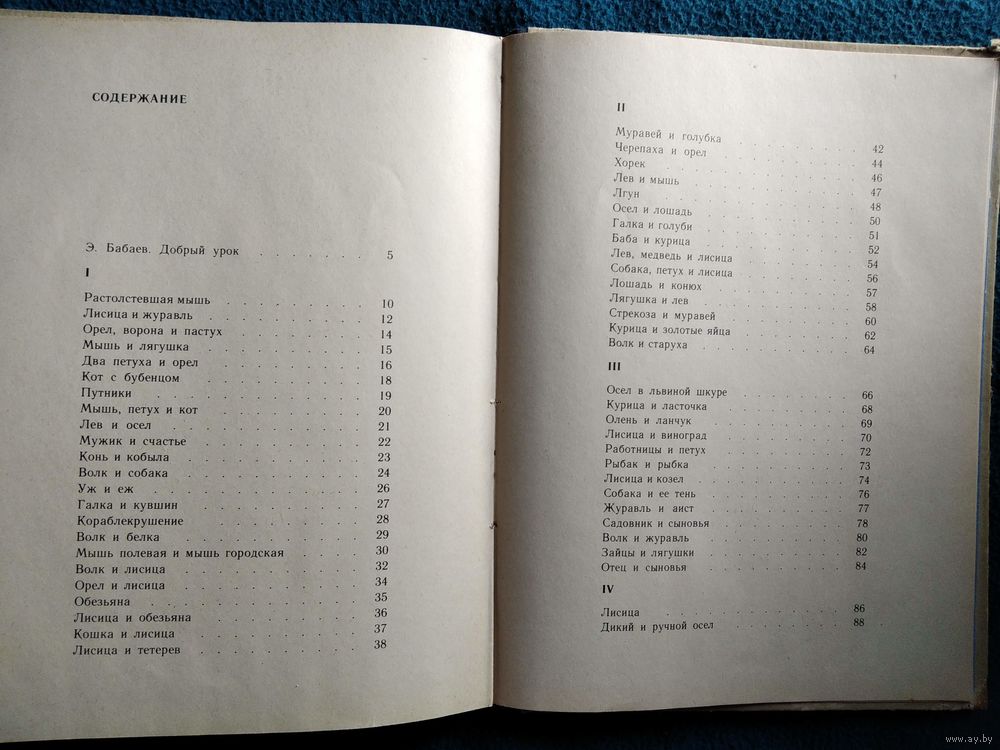 СОДЕРЖАНИЕ
Э. Бабаев. Добрый урок . . . . . . 5
I
Растолстевшая мышь . . . . . . . 10
Лисица и журавль . . . . . . . 12
Орел, ворона и пастух . . . . . . . 14
Мышь и лягушка . . . . . . . 15
Два петуха и орел . . . . . . . 16
Кот с бубенцом . . . . . . . 18
Путники . . . . . . . . . 19
Мышь, петух и кот . . . . . . . 20
Лев и осел . . . . . . . . 21
Мужик и счастье . . . . . . . 22
Конь и кобыла . . . . . . . 23
Волк и собака . . . . . . . 24
Уж и еж . . . . . . . . . 26
Галка и кувшин . . . . . . . 27
Кораблекрушение . . . . . . . 28
Волк и белка . . . . . . . . 29
Мышь полевая и мышь городская . . . . 30
Волк и лисица . . . . . . . . 32
Орел и лисица . . . . . . . . 34
Обезьяна . . . . . . . . . 35
Лисица и обезьяна . . . . . . . 36
Кошка и лисица . . . . . . . 37
Лисица и тетерев . . . . . . . 38
II
Муравей и голубка . . . . . . . 42
Черепаха и орел . . . . . . . 44
Хорек . . . . . . . . . 46
Лев и мышь . . . . . . . . 47
Лгун . . . . . . . . . 48
Осел и лошадь . . . . . . . 50
Галка и голуби . . . . . . . 51
Баба и курица . . . . . . . 52
Лев, медведь и лисица . . . . . . 54
Собака, петух и лисица . . . . . . 56
Лошадь и конюх . . . . . . . 57
Лягушка и лев . . . . . . . 58
Стрекоза и муравей . . . . . . . 60
Курица и золотые яйца . . . . . . 62
Волк и старуха . . . . . . . 64
III
Осел в львиной шкуре . . . . . . 66
Курица и ласточка . . . . . . . 68
Олень и ланчук . . . . . . . 69
Лисица и виноград . . . . . . . 70
Работницы и петух . . . . . . . 72
Рыбак и рыбка . . . . . . . 73
Лисица и козел . . . . . . . 74
Собака и ее тень . . . . . . . 76
Журавль и аист . . . . . . . 77
Садовник и сыновья . . . . . . . 78
Волк и журавль . . . . . . . 80
Зайцы и лягушки . . . . . . . 82
Отец и сыновья . . . . . . . 84
IV
Лисица . . . . . . . . . 86
Дикий и ручной осел . . . . . . . 88
www.ay.by